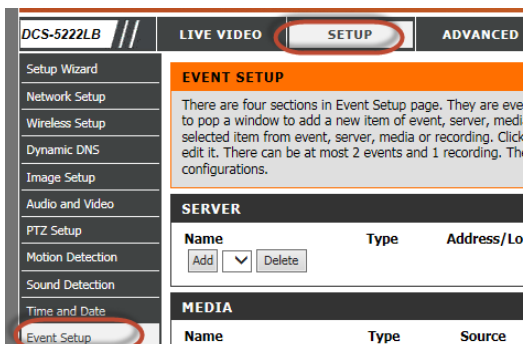 DCS-5222LB
LIVE VIDEO SETUP ADVANCED
Setup Wizard
Network Setup
Wireless Setup
Dynamic DNS
Image Setup
Audio and Video
PTZ Setup
Motion Detection
Sound Detection
Time and Date
Event Setup
EVENT SETUP
There are four sections in Event Setup page. They are eve
to pop a window to add a new item of event, server, medi
selected item from event, server, media or recording. Click
edit it. There can be at most 2 events and 1 recording. The
configurations.
SERVER
Name Type Address/Lo
Add Delete
MEDIA
Name Type Source